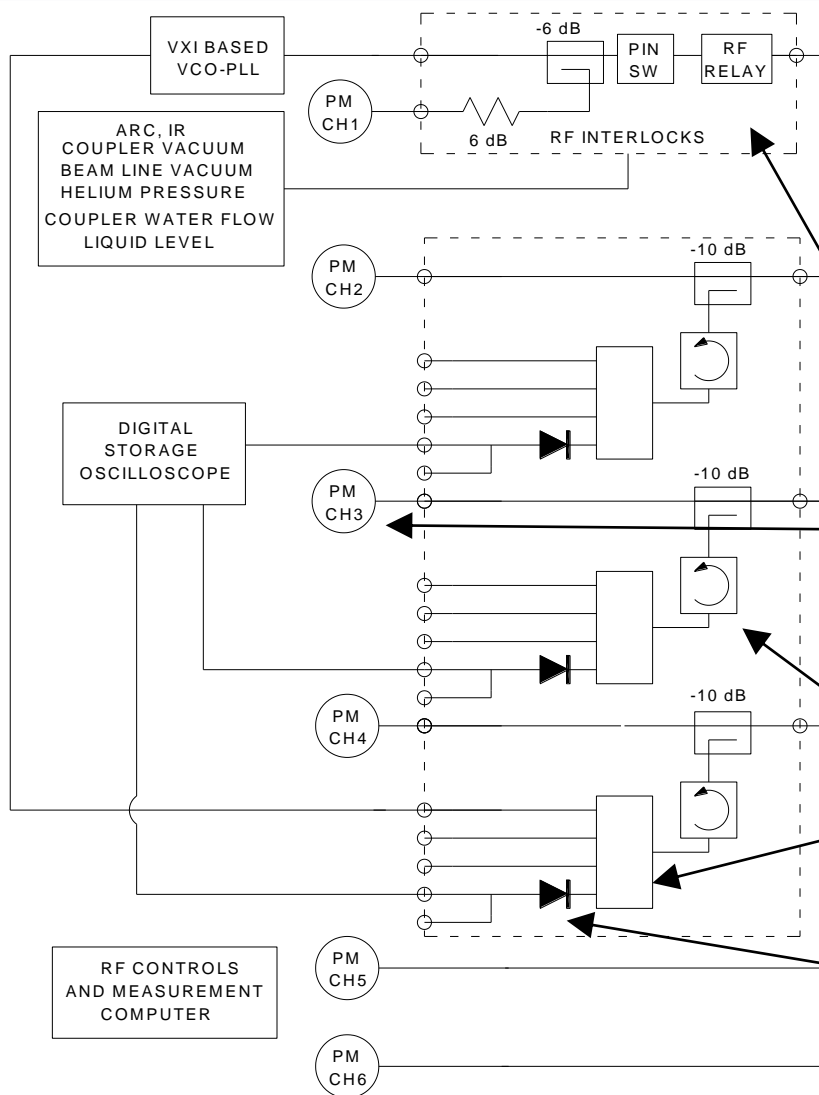 VXI BASED
VCO-PLL
-6 dB
PIN
SW
RF
RELAY
PM
CH1
6 dB
RF INTERLOCKS
ARC, IR
COUPLER VACUUM
BEAM LINE VACUUM
HELIUM PRESSURE
COUPLER WATER FLOW
LIQUID LEVEL
PM
CH2
-10 dB
DIGITAL
STORAGE
OSCILLOSCOPE
PM
CH3
-10 dB
PM
CH4
-10 dB
RF CONTROLS
AND MEASUREMENT
COMPUTER
PM
CH5
PM
CH6